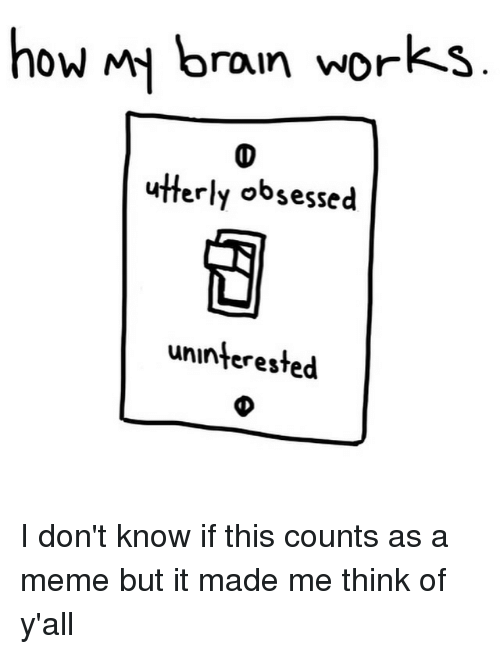 how my brain works.
utterly obsessed
uninterested
I don't know if this counts as a
meme but it made me think of
y'all